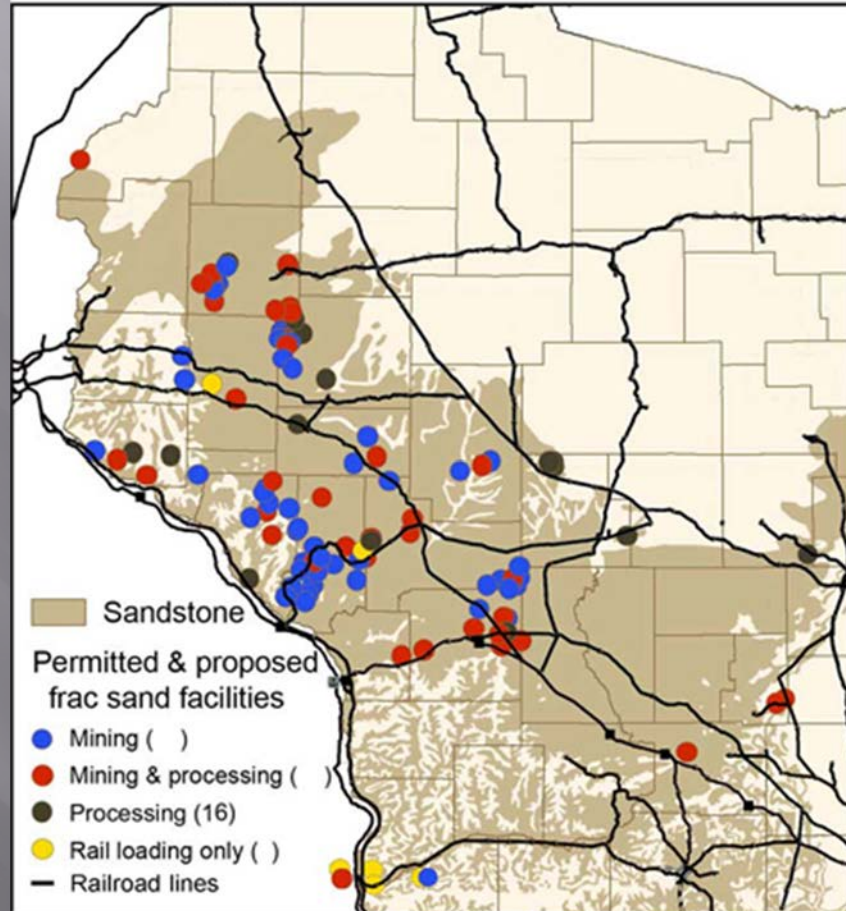 Sandstone
Permitted & proposed
frac sand facilities
Mining ( )
Mining & processing ( )
Processing (16)
Rail loading only ( )
Railroad lines